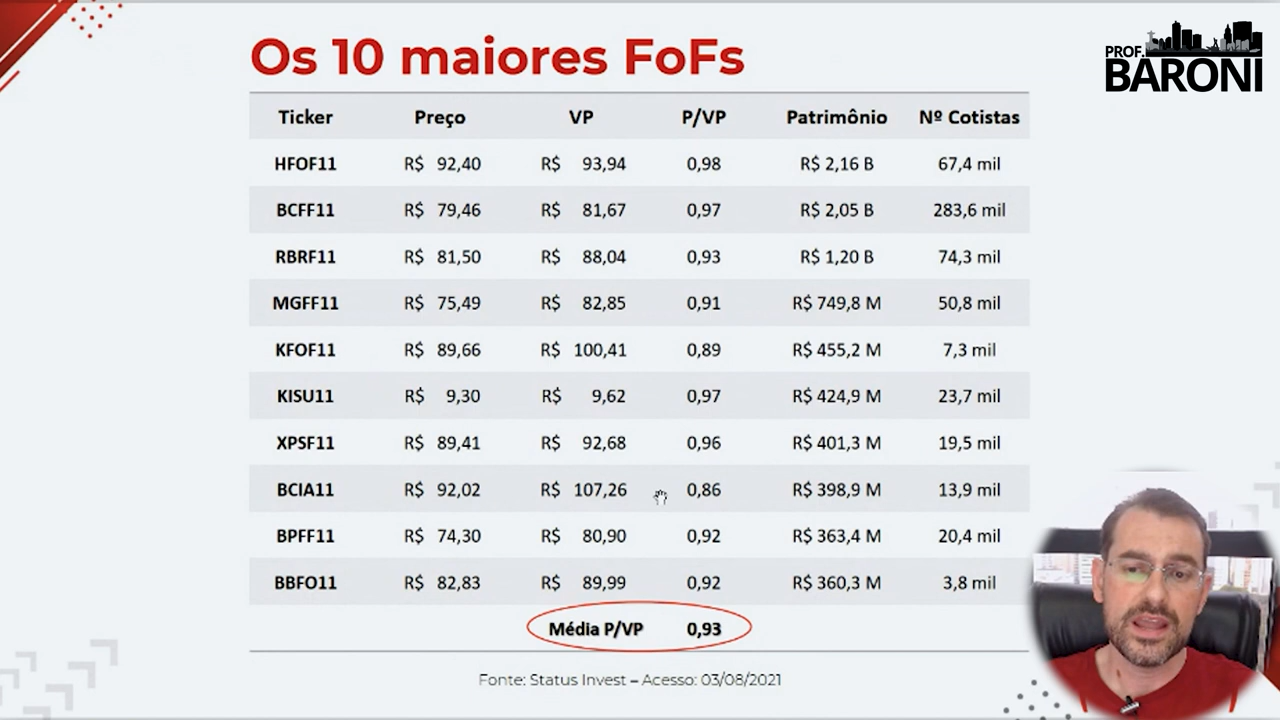 PROF.
BARONI
Os 10 maiores FoFs
Ticker Preço VP P/VP Patrimônio Nº Cotistas
HFOF11 R$ 92,40 R$ 93,94 0,98 R$ 2,16 B 67,4 mil
BCFF11 R$ 79,46 R$ 81,67 0,97 R$ 2,05 B 283,6 mil
RBRF11 R$ 81,50 R$ 88,04 0,93 R$ 1,20 B 74,3 mil
MGFF11 R$ 75,49 R$ 82,85 0,91 R$ 749,8 M 50,8 mil
KFOF11 R$ 89,66 R$ 100,41 0,89 R$ 455,2 M 7,3 mil
KISU11 R$ 9,30 R$ 9,62 0,97 R$ 424,9 M 23,7 mil
XPSF11 R$ 89,41 R$ 92,68 0,96 R$ 401,3 M 19,5 mil
BCIA11 R$ 92,02 R$ 107,26 0,86 R$ 398,9 M 13,9 mil
BPFF11 R$ 74,30 R$ 80,90 0,92 R$ 363,4 M 20,4 mil
BBFO11 R$ 82,83 R$ 89,99 0,92 R$ 360,3 M 3,8 mil
Média P/VP 0,93
Fonte: Status Invest – Acesso: 03/08/2021